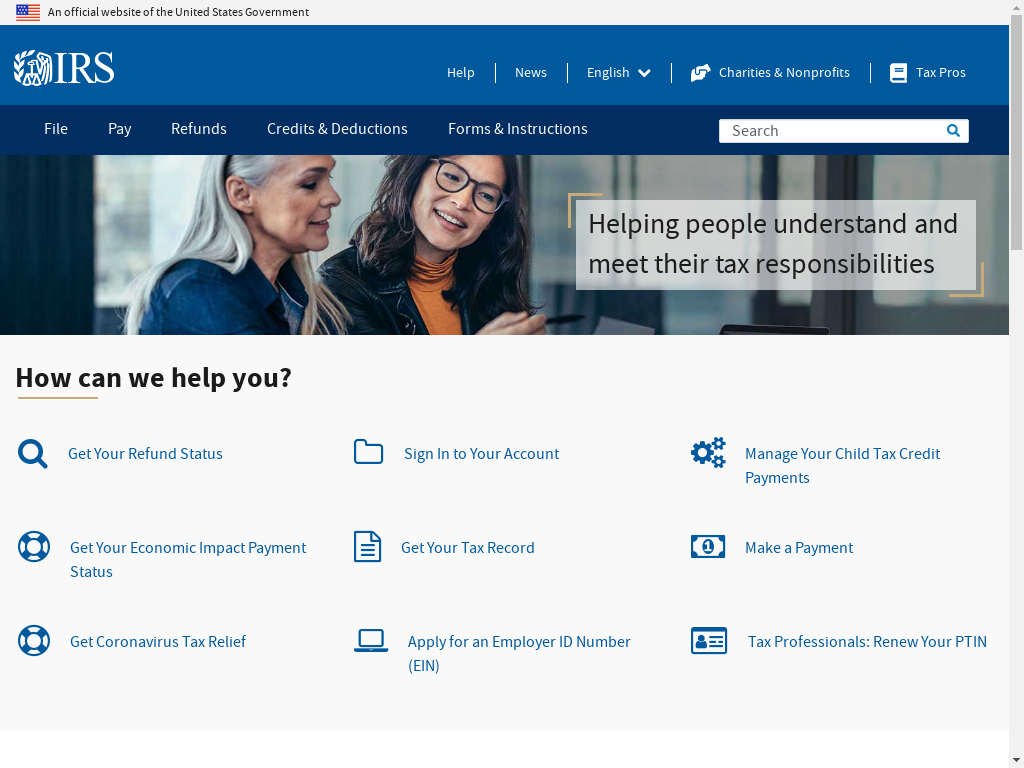 An official website of the United States Government
IRS
Help
News
English
Charities & Nonprofits
Tax Pros
File
Pay
Refunds
Credits & Deductions
Forms & Instructions
Search
Helping people understand and
meet their tax responsibilities
How can we help you?
Get Your Refund Status
Sign In to Your Account
Manage Your Child Tax Credit
Payments
Get Your Economic Impact Payment
Status
Get Your Tax Record
1
Make a Payment
Get Coronavirus Tax Relief
Apply for an Employer ID Number
(EIN)
Tax Professionals: Renew Your PTIN